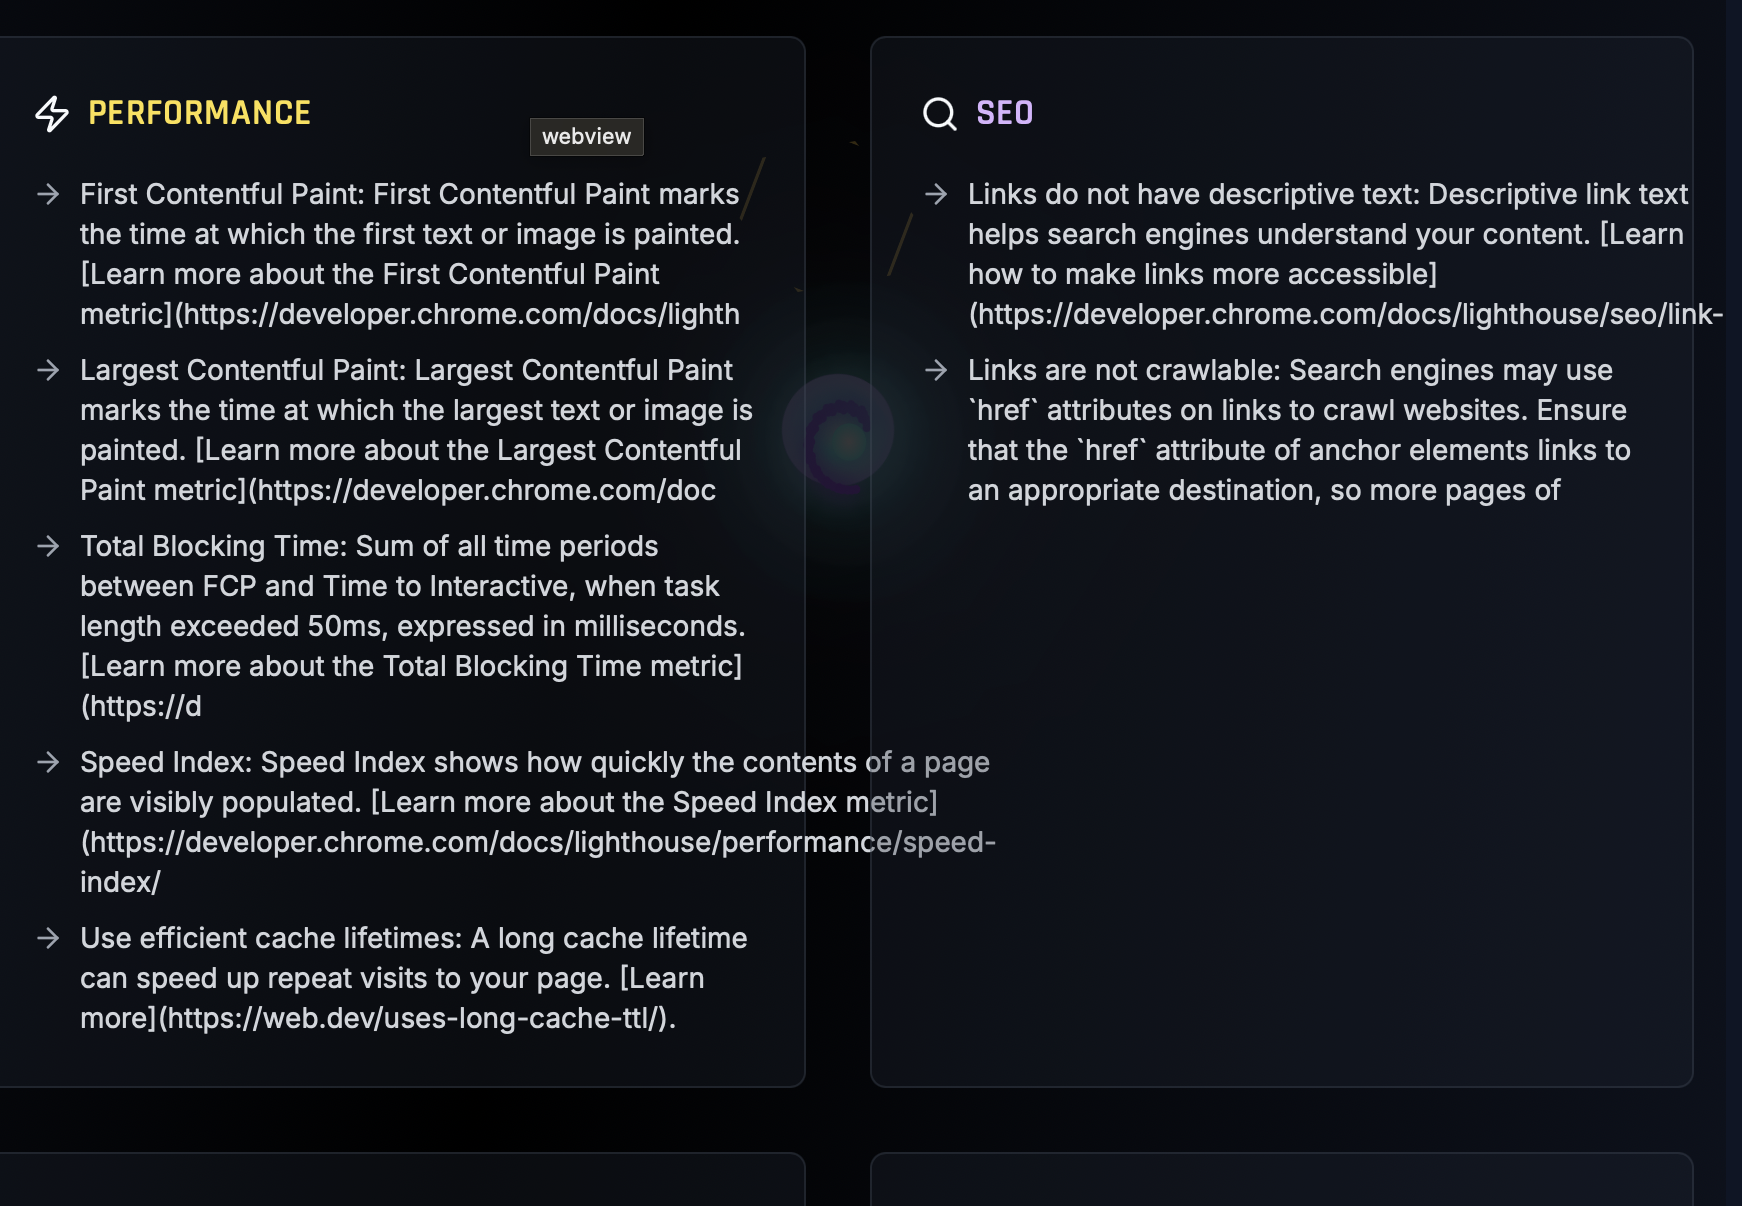 PERFORMANCE
webview
First Contentful Paint: First Contentful Paint marks
the time at which the first text or image is painted.
[Learn more about the First Contentful Paint
metric](https://developer.chrome.com/docs/lighth
Largest Contentful Paint: Largest Contentful Paint
marks the time at which the largest text or image is
painted. [Learn more about the Largest Contentful
Paint metric](https://developer.chrome.com/doc
Total Blocking Time: Sum of all time periods
between FCP and Time to Interactive, when task
length exceeded 50ms, expressed in milliseconds.
[Learn more about the Total Blocking Time metric]
(https://d
Speed Index: Speed Index shows how quickly the contents of a page
are visibly populated. [Learn more about the Speed Index metric]
(https://developer.chrome.com/docs/lighthouse/performance/speed-
index/
Use efficient cache lifetimes: A long cache lifetime
can speed up repeat visits to your page. [Learn
more](https://web.dev/uses-long-cache-ttl/).
SEO
Links do not have descriptive text: Descriptive link text
helps search engines understand your content. [Learn
how to make links more accessible]
(https://developer.chrome.com/docs/lighthouse/seo/link-
Links are not crawlable: Search engines may use
`href` attributes on links to crawl websites. Ensure
that the `href` attribute of anchor elements links to
an appropriate destination, so more pages of